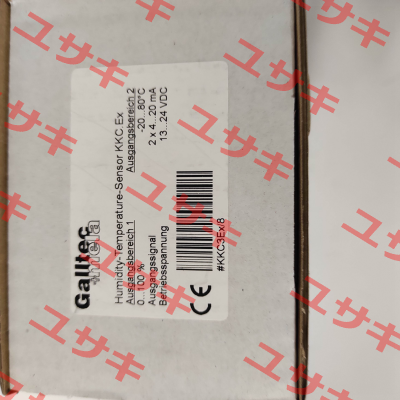 Galltec
+mela
Humidity-Temperature-Sensor KKC Ex
Ausgangsbereich 1 Ausgangsbereich 2
0...100 % -20...80°C
Ausgangssignal 2 x 4...20 mA
Betriebsspannung 13...24 VDC
CE
#KKC3Ex/8
ユサキ
ユサキ
ユサキ
ユサキ
ユサキ
ユサキ
ユサキ
ユサキ